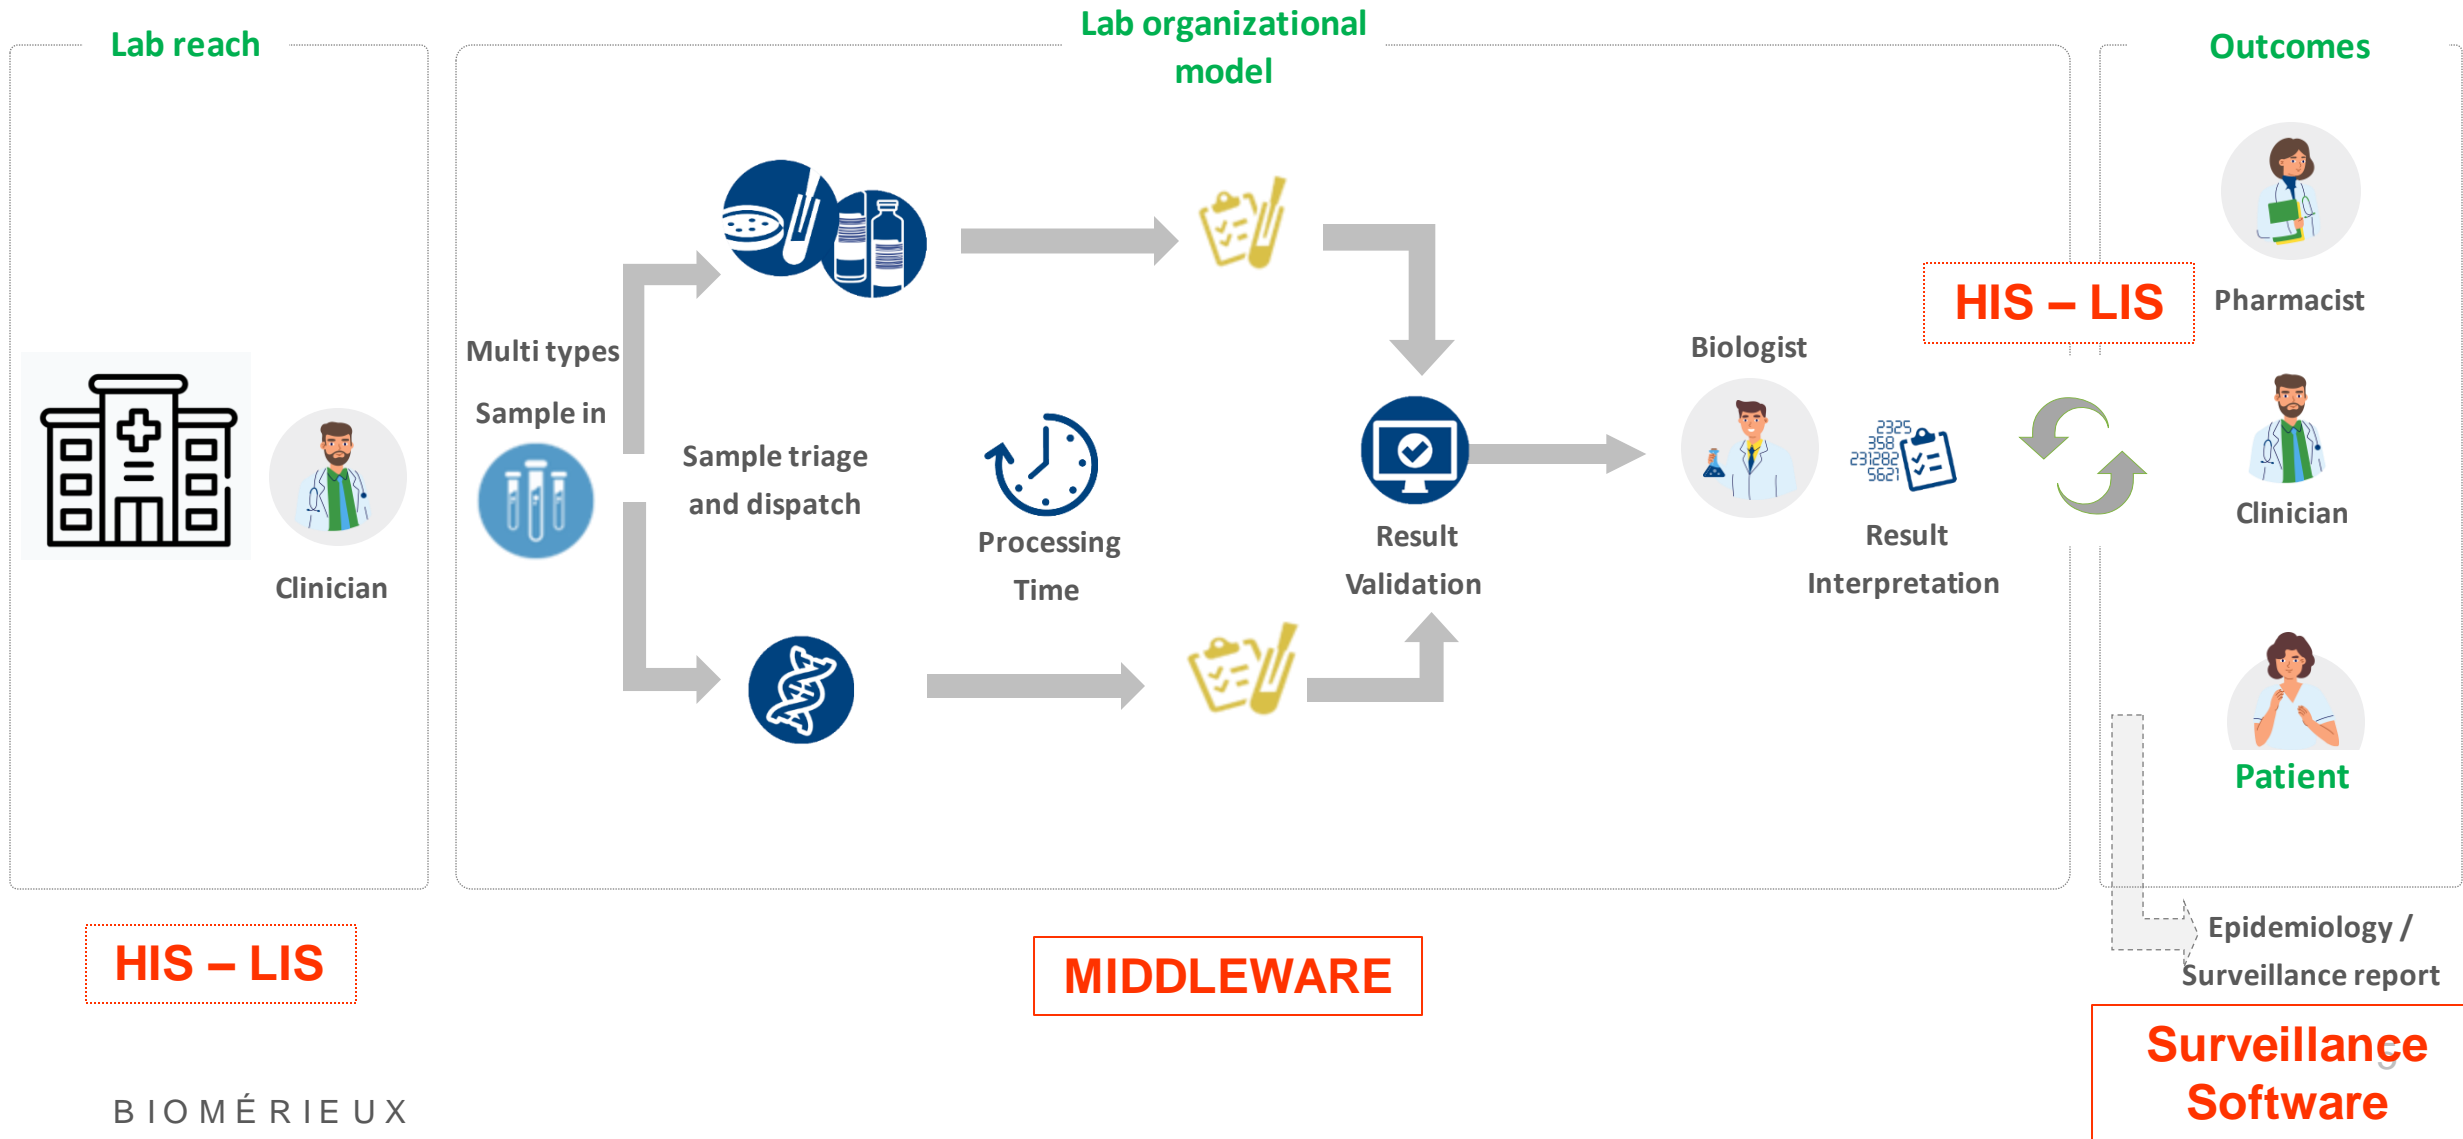 Lab reach
Lab organizational
model
Outcomes
Multi types
Sample in
Sample triage
and dispatch
Processing
Time
Result
Validation
Biologist
2325
358
231282
5621
Result
Interpretation
HIS – LIS
Pharmacist
Clinician
Clinician
Patient
Epidemiology /
Surveillance report
HIS – LIS
MIDDLEWARE
Surveillance
Software
5
BIOMÉRIEUX